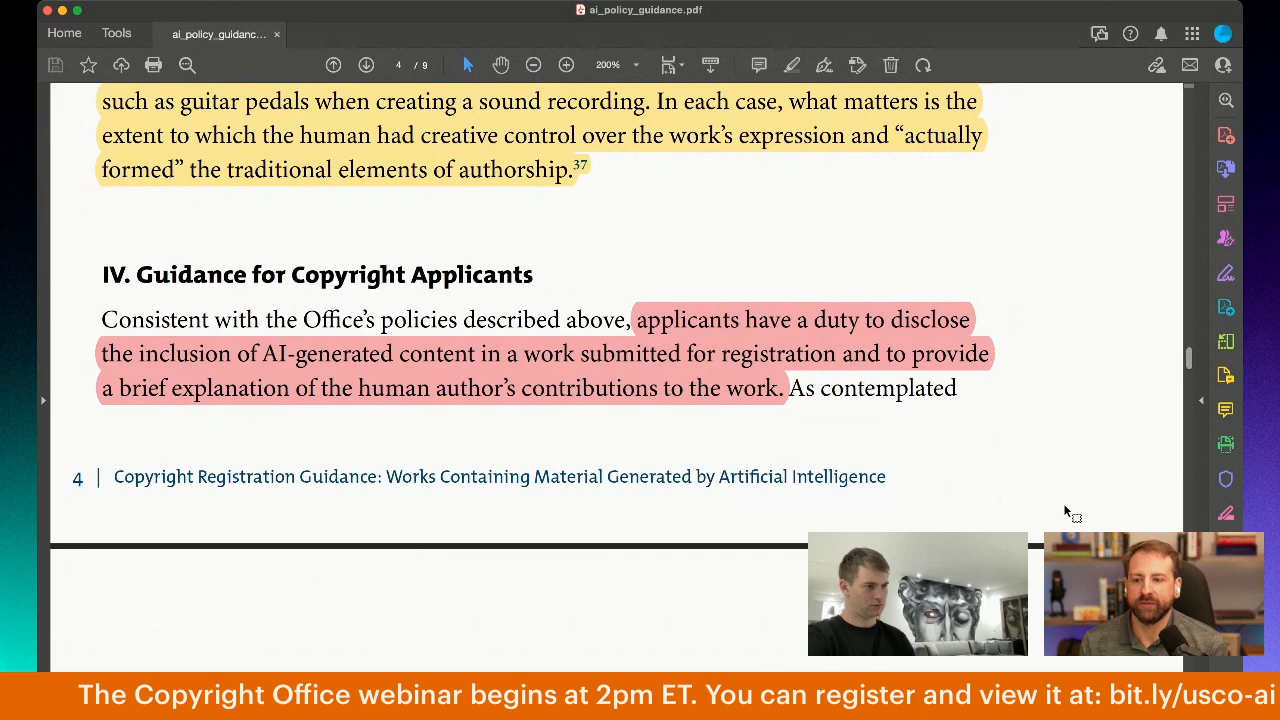 ai_policy_guidance.pdf
Home Tools ai_policy_guidanc... ×
4 / 9 200%
such as guitar pedals when creating a sound recording. In each case, what matters is the
extent to which the human had creative control over the work’s expression and “actually
formed” the traditional elements of authorship.37
IV. Guidance for Copyright Applicants
Consistent with the Office’s policies described above, applicants have a duty to disclose
the inclusion of AI-generated content in a work submitted for registration and to provide
a brief explanation of the human author’s contributions to the work. As contemplated
4 | Copyright Registration Guidance: Works Containing Material Generated by Artificial Intelligence
The Copyright Office webinar begins at 2pm ET. You can register and view it at: bit.ly/usco-ai